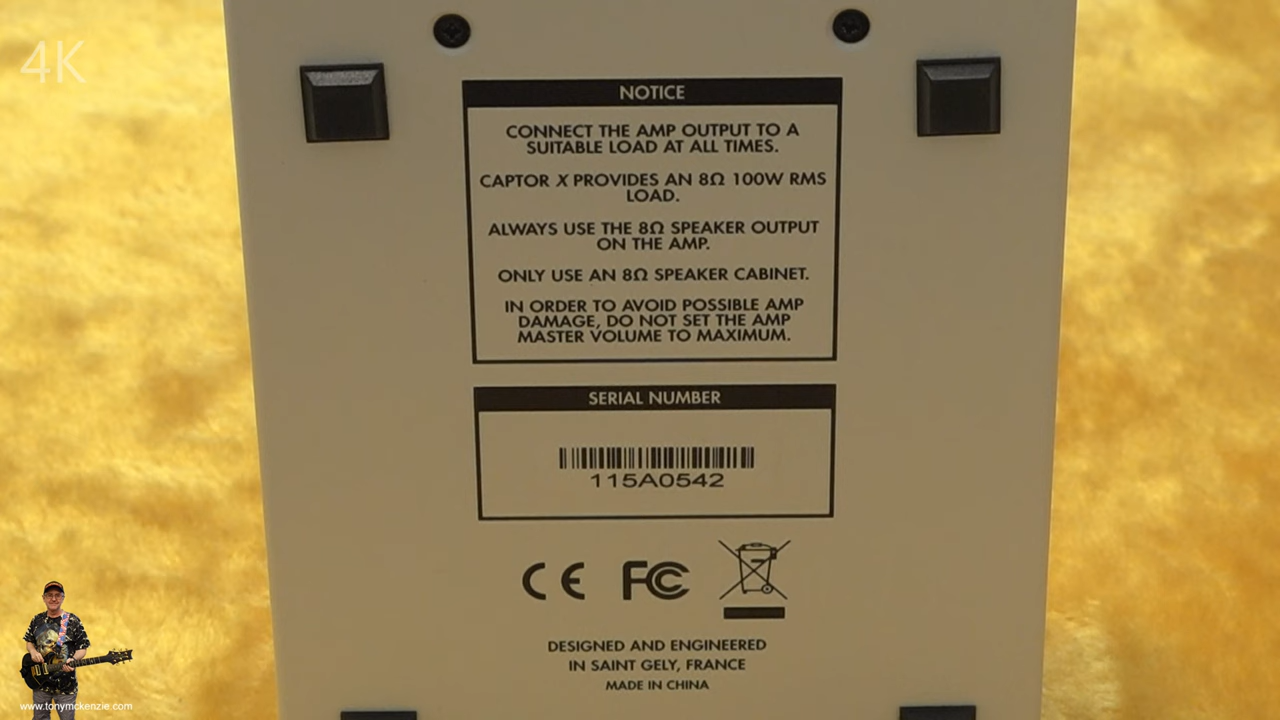 4K
NOTICE
CONNECT THE AMP OUTPUT TO A
SUITABLE LOAD AT ALL TIMES.
CAPTOR X PROVIDES AN 8Ω 100W RMS
LOAD.
ALWAYS USE THE 8Ω SPEAKER OUTPUT
ON THE AMP.
ONLY USE AN 8Ω SPEAKER CABINET.
IN ORDER TO AVOID POSSIBLE AMP
DAMAGE, DO NOT SET THE AMP
MASTER VOLUME TO MAXIMUM.
SERIAL NUMBER
115A0542
CE FC
DESIGNED AND ENGINEERED
IN SAINT GELY, FRANCE
MADE IN CHINA
www.tonymckenzie.com